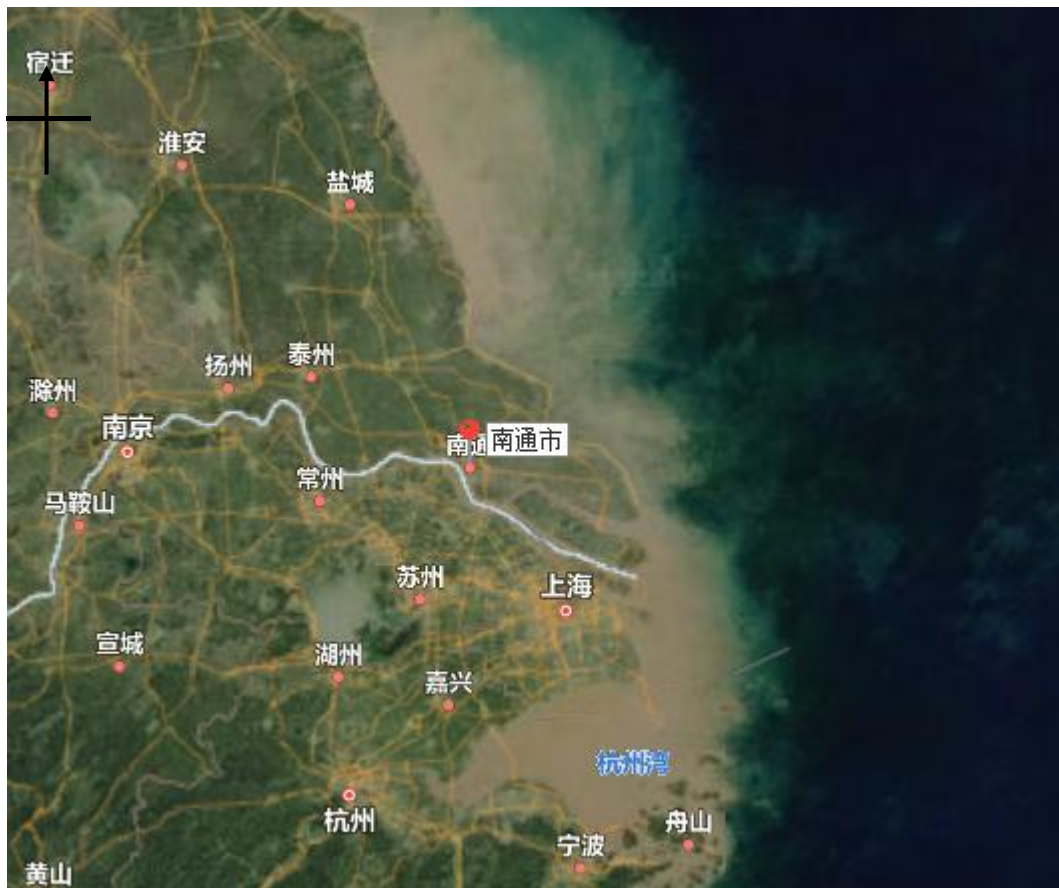 宿迁
淮安
盐城
泰州
扬州
滁州
南京
南通
南通市
常州
马鞍山
苏州
上海
宣城
湖州
嘉兴
杭州湾
杭州
舟山
宁波
黄山